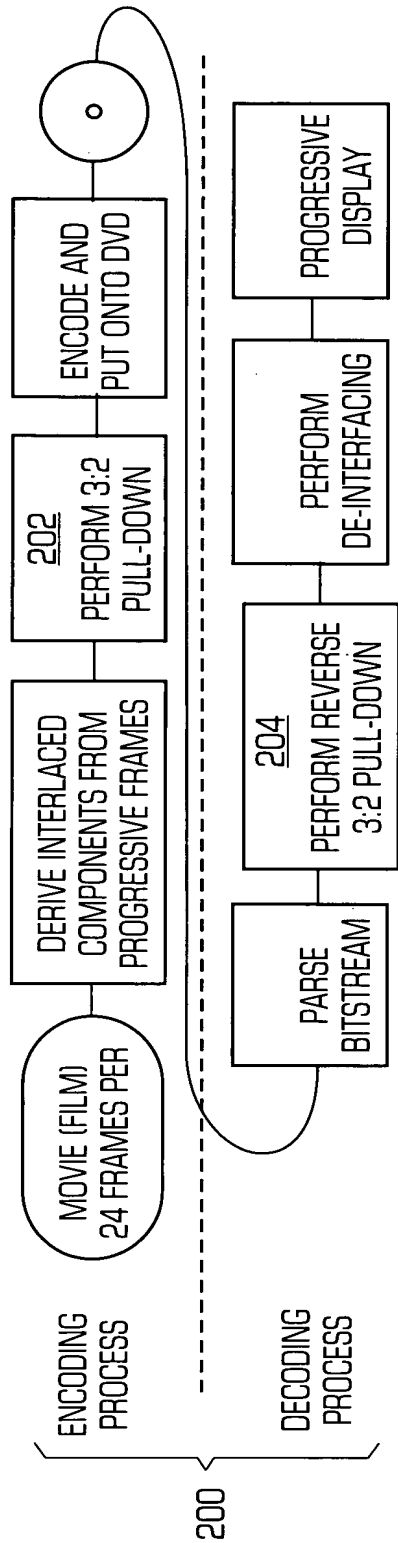 200
ENCODING
PROCESS
MOVIE (FILM)
24 FRAMES PER
DERIVE INTERLACED
COMPONENTS FROM
PROGRESSIVE FRAMES
202
PERFORM 3:2
PULL-DOWN
ENCODE AND
PUT ONTO DVD
DECODING
PROCESS
PARSE
BITSTREAM
204
PERFORM REVERSE
3:2 PULL-DOWN
PERFORM
DE-INTERFACING
PROGRESSIVE
DISPLAY